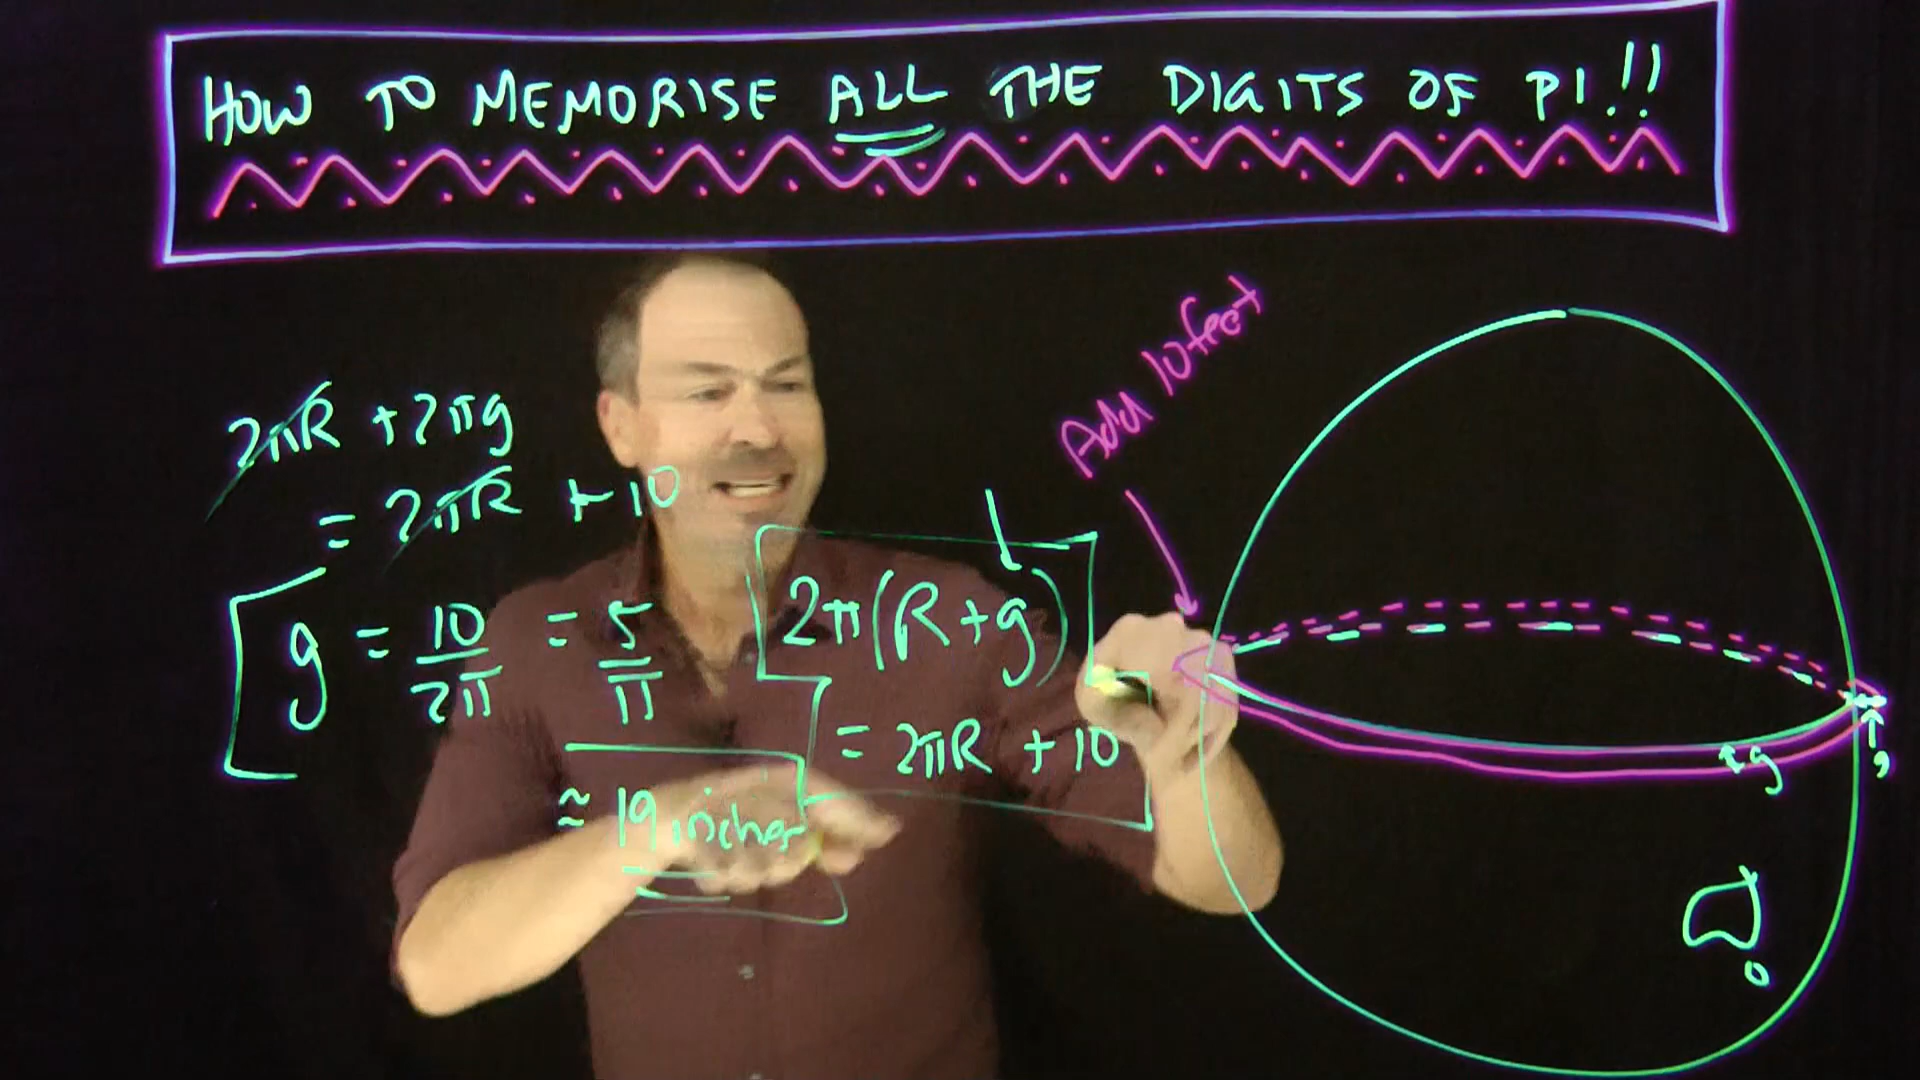 HOW TO MEMORISE ALL THE DIGITS OF PI!!
2πR + 2πg
= 2πR + 10
g = 10/2π = 5/π
≈ 19 inches
2π(R+g)
= 2πR + 10
Add 10 feet
g
g